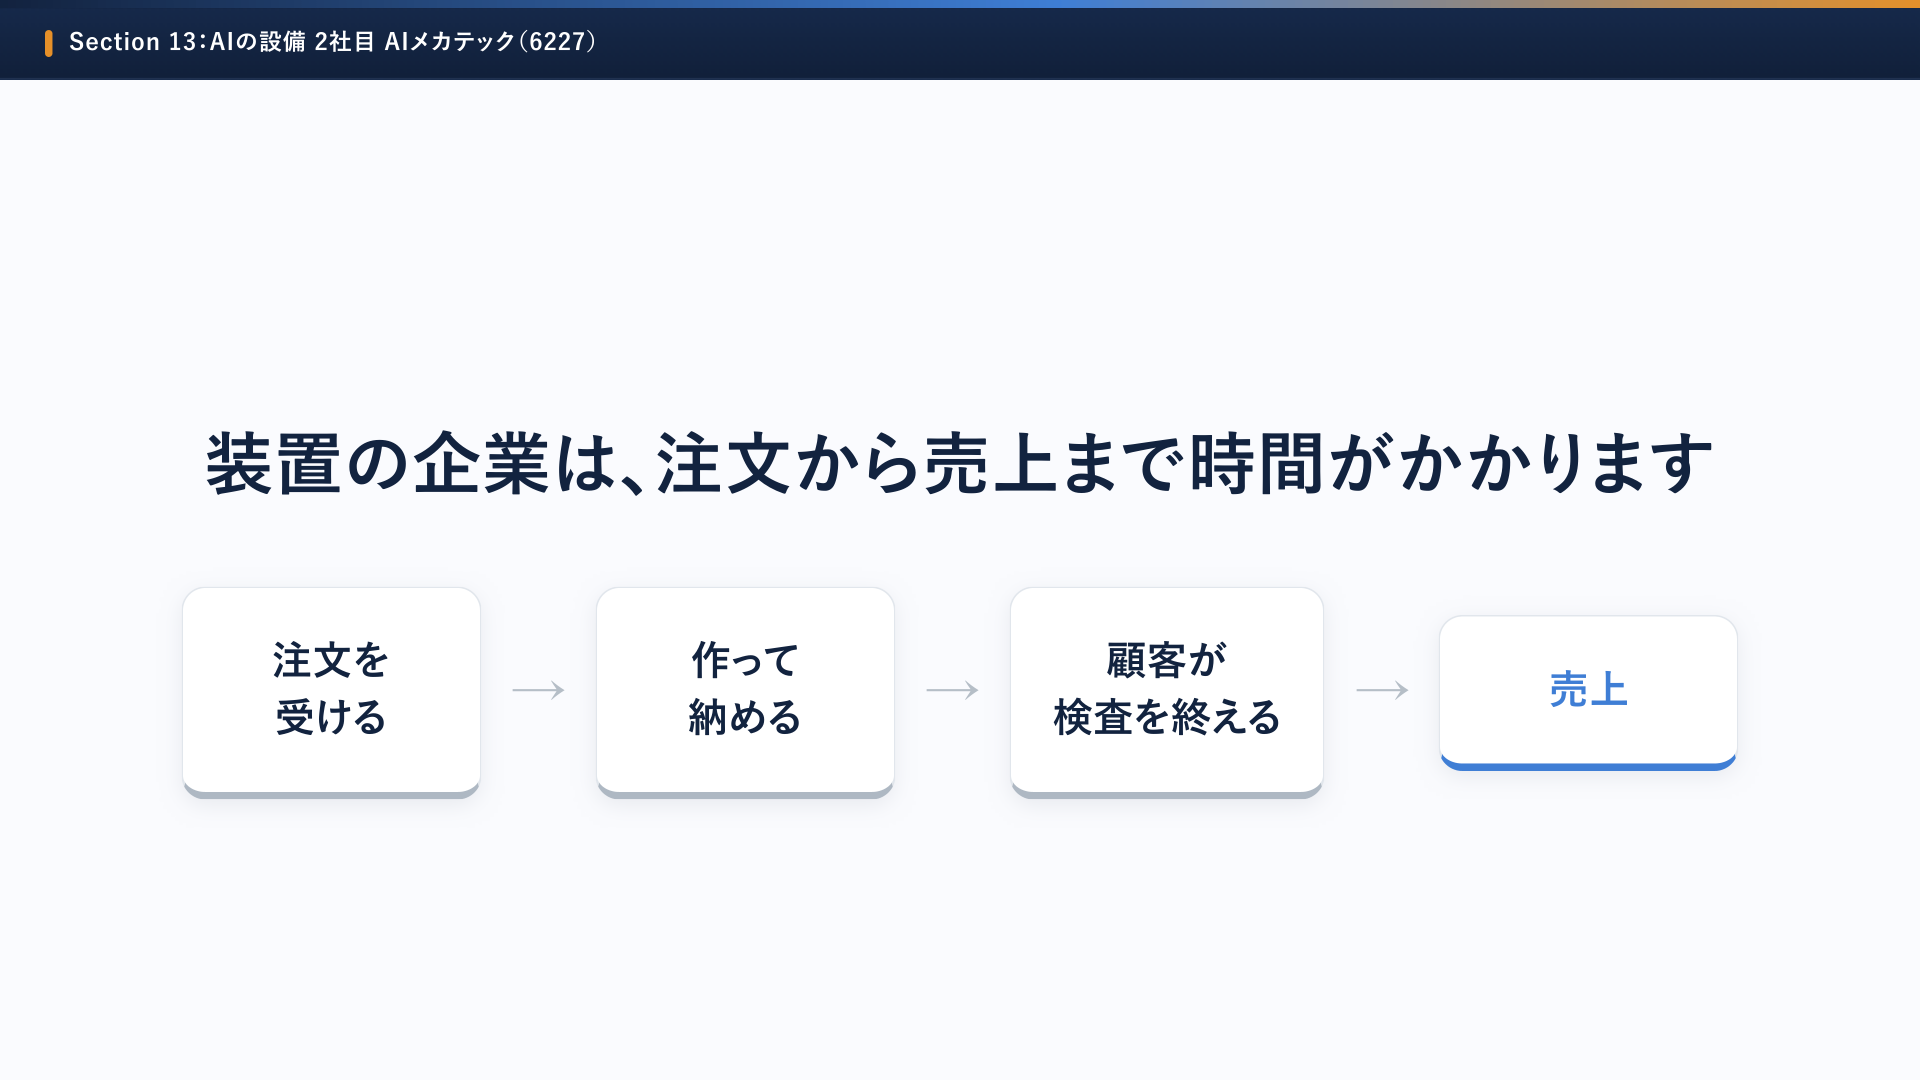 Section 13：AIの設備 2社目 AIメカテック（6227）
装置の企業は、注文から売上まで時間がかかります
注文を
受ける
→
作って
納める
→
顧客が
検査を終える
→
売上